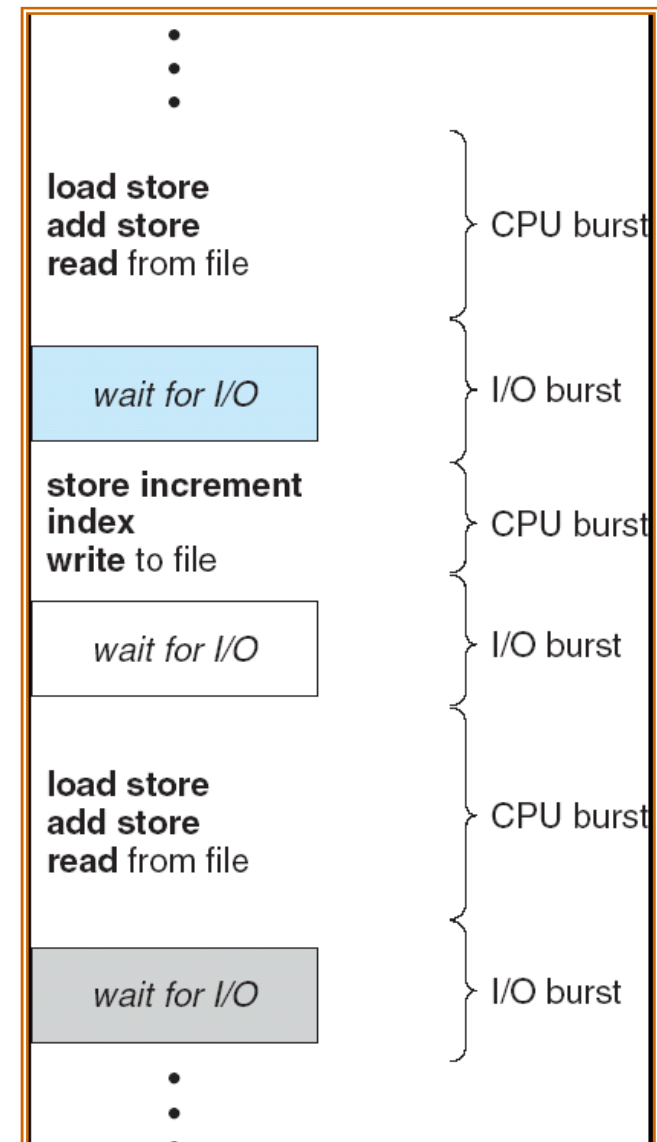 load store
add store
read from file
CPU burst
wait for I/O
I/O burst
store increment
index
write to file
CPU burst
wait for I/O
I/O burst
load store
add store
read from file
CPU burst
wait for I/O
I/O burst